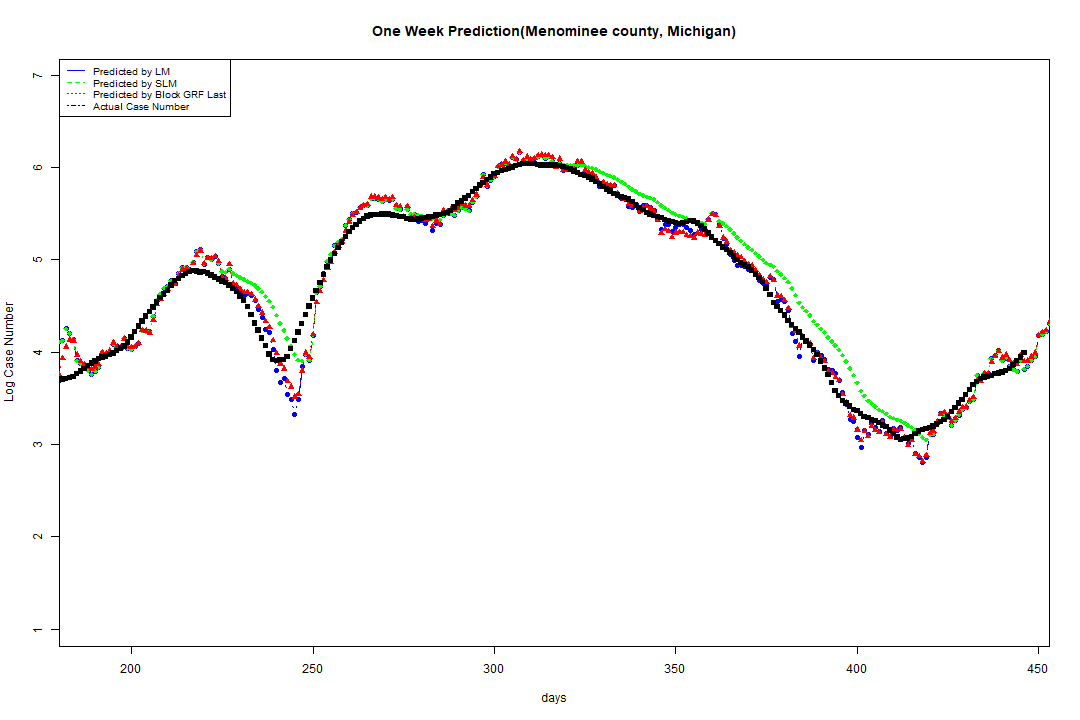 One Week Prediction(Menominee county, Michigan)
Predicted by LM
Predicted by SLM
Predicted by Block GRF Last
Actual Case Number
7
6
5
4
3
2
1
Log Case Number
200 250 300 350 400 450
days